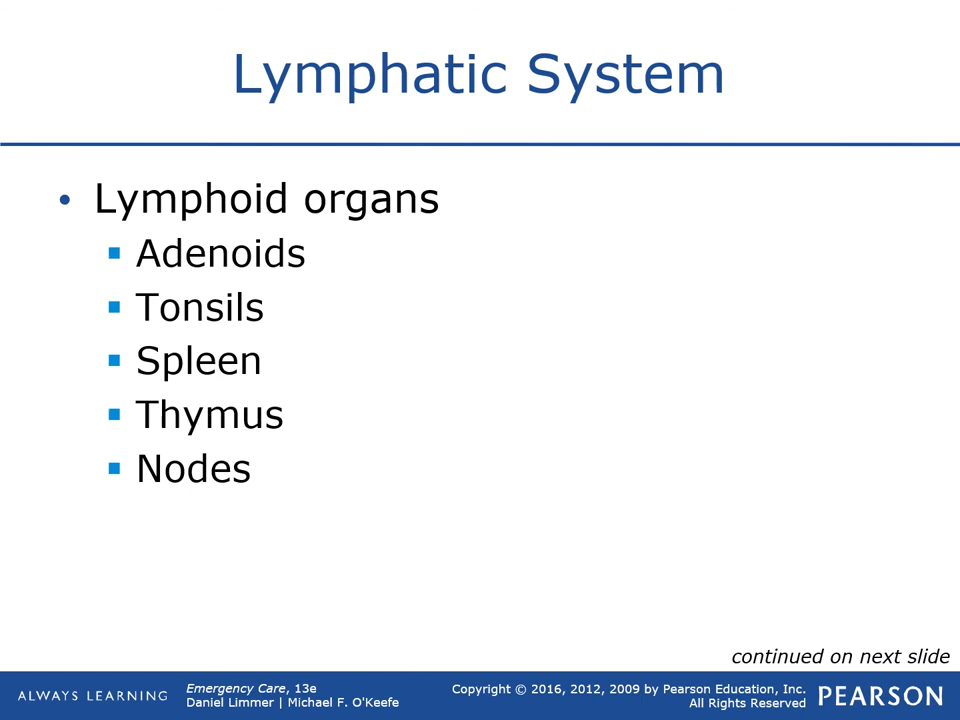 Lymphatic System
• Lymphoid organs
▪ Adenoids
▪ Tonsils
▪ Spleen
▪ Thymus
▪ Nodes
continued on next slide
ALWAYS LEARNING
Emergency Care, 13e
Daniel Limmer | Michael F. O'Keefe
Copyright © 2016, 2012, 2009 by Pearson Education, Inc.
All Rights Reserved
PEARSON